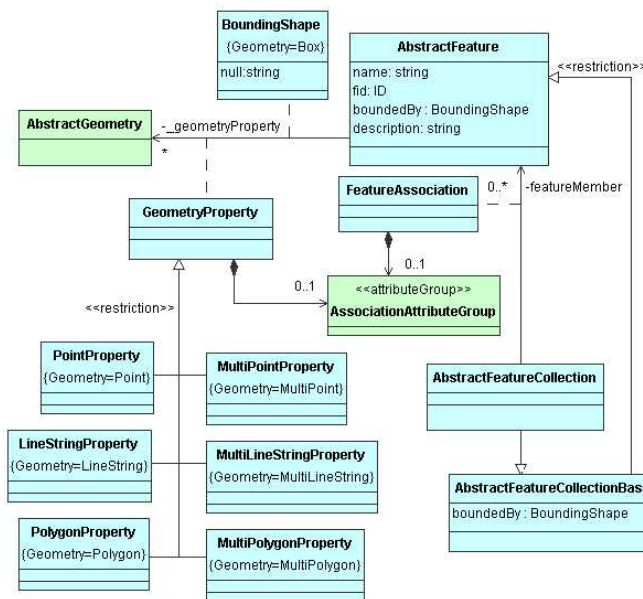 BoundingShape
{Geometry=Box}
null:string
AbstractFeature
name: string
fid: ID
boundedBy : BoundingShape
description: string
<<restriction>>
AbstractGeometry
-_geometryProperty
*
FeatureAssociation
0..*
-featureMember
GeometryProperty
0..1
0..1
<<attributeGroup>>
AssociationAttributeGroup
<<restriction>>
PointProperty
{Geometry=Point}
MultiPointProperty
{Geometry=MultiPoint}
AbstractFeatureCollection
LineStringProperty
{Geometry=LineString}
MultiLineStringProperty
{Geometry=MultiLineString}
AbstractFeatureCollectionBase
boundedBy : BoundingShape
PolygonProperty
{Geometry=Polygon}
MultiPolygonProperty
{Geometry=MultiPolygon}